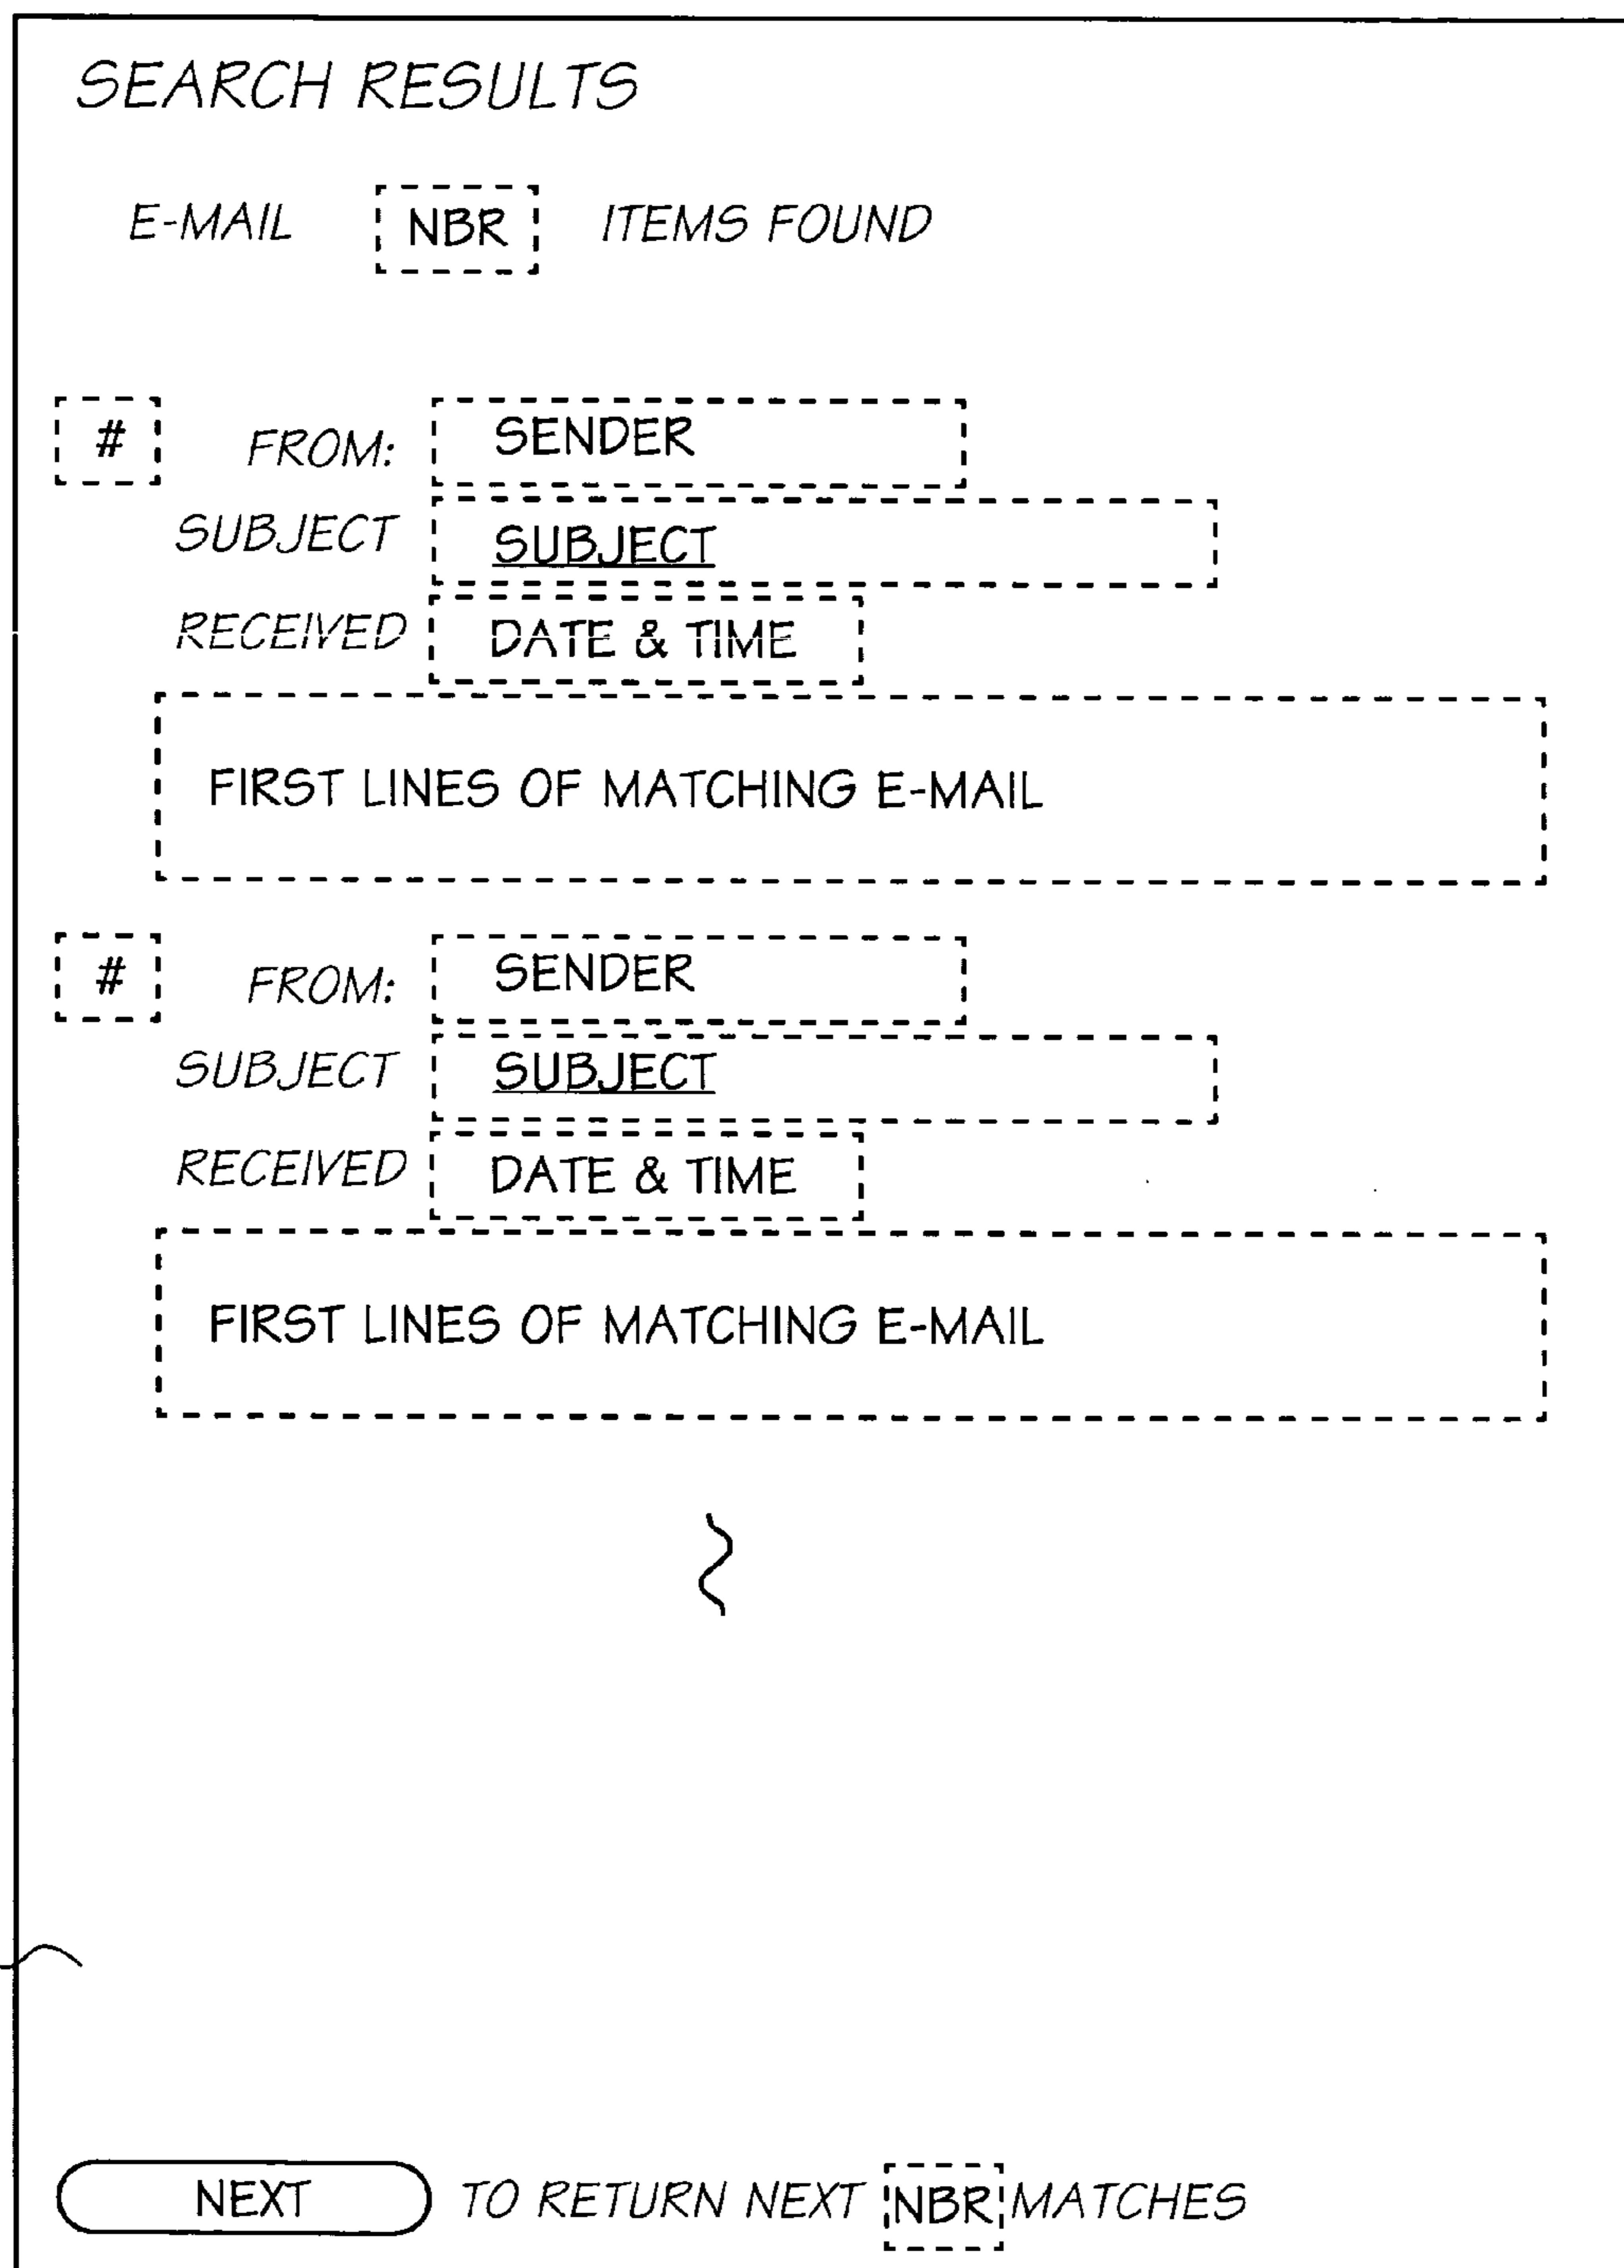 SEARCH RESULTS
E-MAIL NBR ITEMS FOUND
# FROM: SENDER
SUBJECT SUBJECT
RECEIVED DATE & TIME
FIRST LINES OF MATCHING E-MAIL
# FROM: SENDER
SUBJECT SUBJECT
RECEIVED DATE & TIME
FIRST LINES OF MATCHING E-MAIL
NEXT TO RETURN NEXT NBR MATCHES